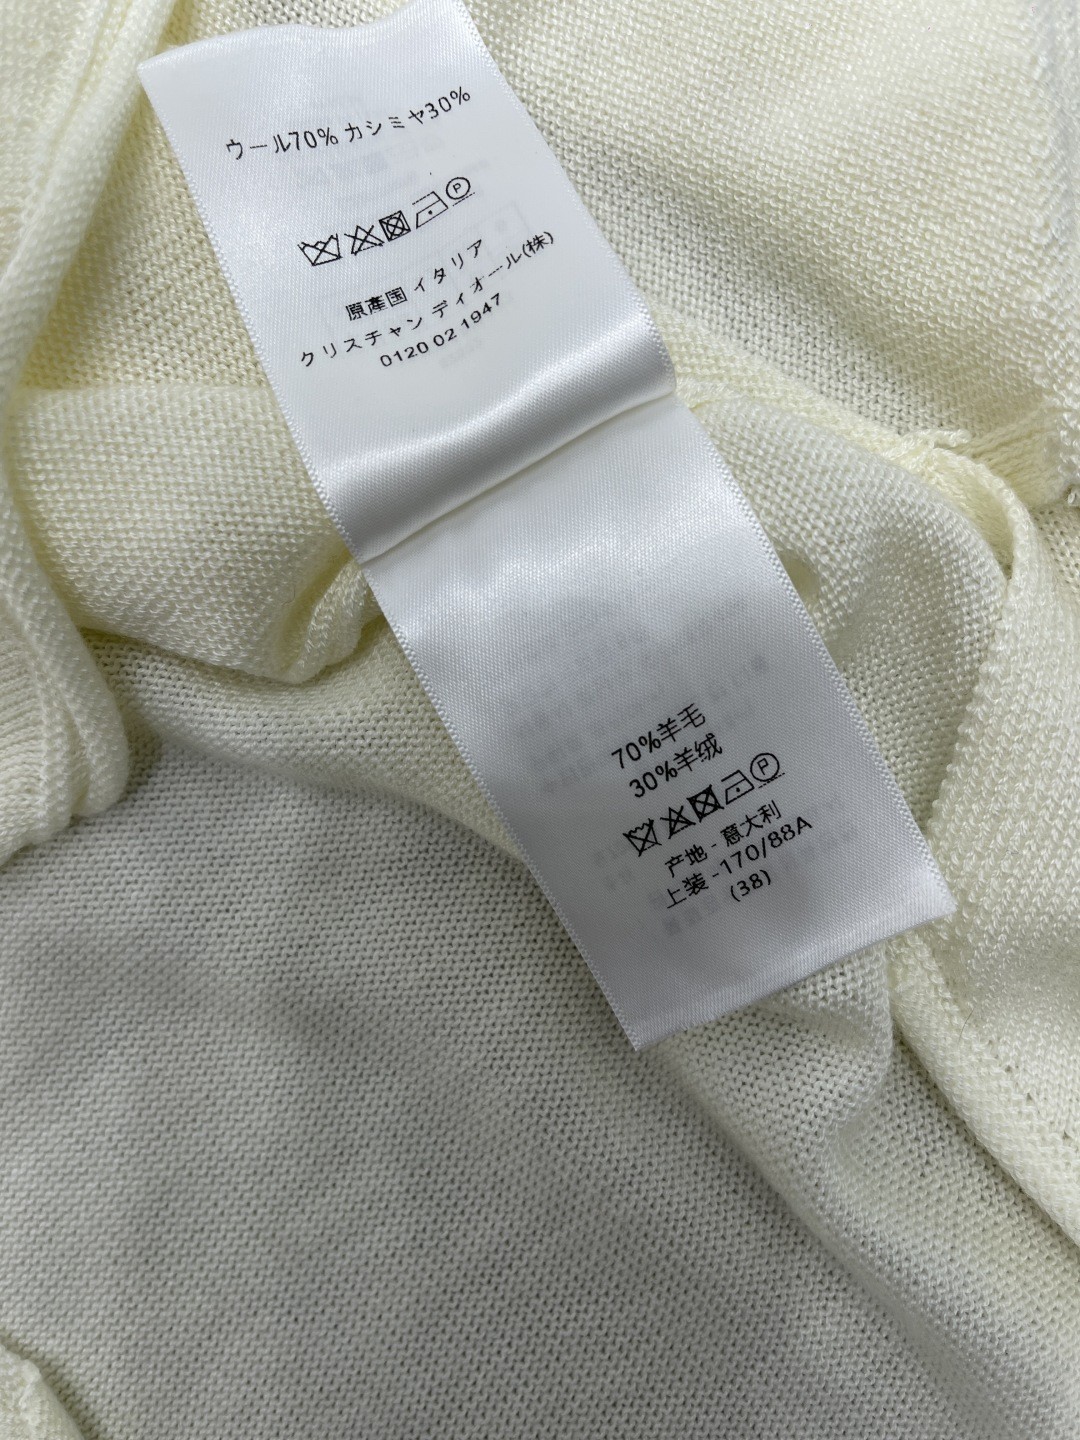 ウール70% カシミヤ30%
P
原産国 イタリア
クリスチャン ディオール(株)
0120 02 1947
70%羊毛
30%羊绒
P
产地 - 意大利
上装 -170/88A
(38)